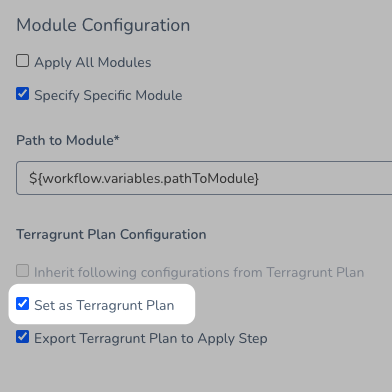 Module Configuration
Apply All Modules
Specify Specific Module
Path to Module*
${workflow.variables.pathToModule}
Terragrunt Plan Configuration
Inherit following configurations from Terragrunt Plan
Set as Terragrunt Plan
Export Terragrunt Plan to Apply Step